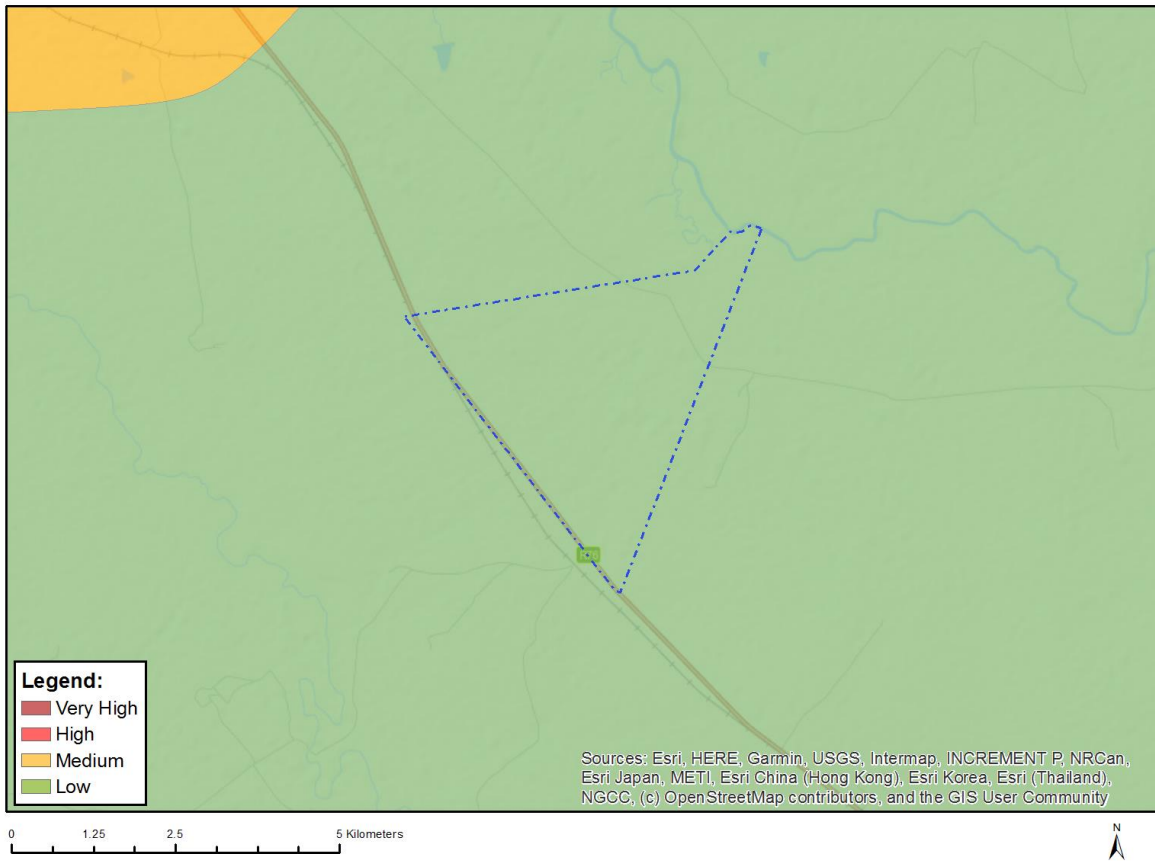 Legend:
Very High
High
Medium
Low
Sources: Esri, HERE, Garmin, USGS, Intermap, INCREMENT P, NRCan,
Esri Japan, METI, Esri China (Hong Kong), Esri Korea, Esri (Thailand),
NGCC, (c) OpenStreetMap contributors, and the GIS User Community
0 1.25 2.5 5 Kilometers
N